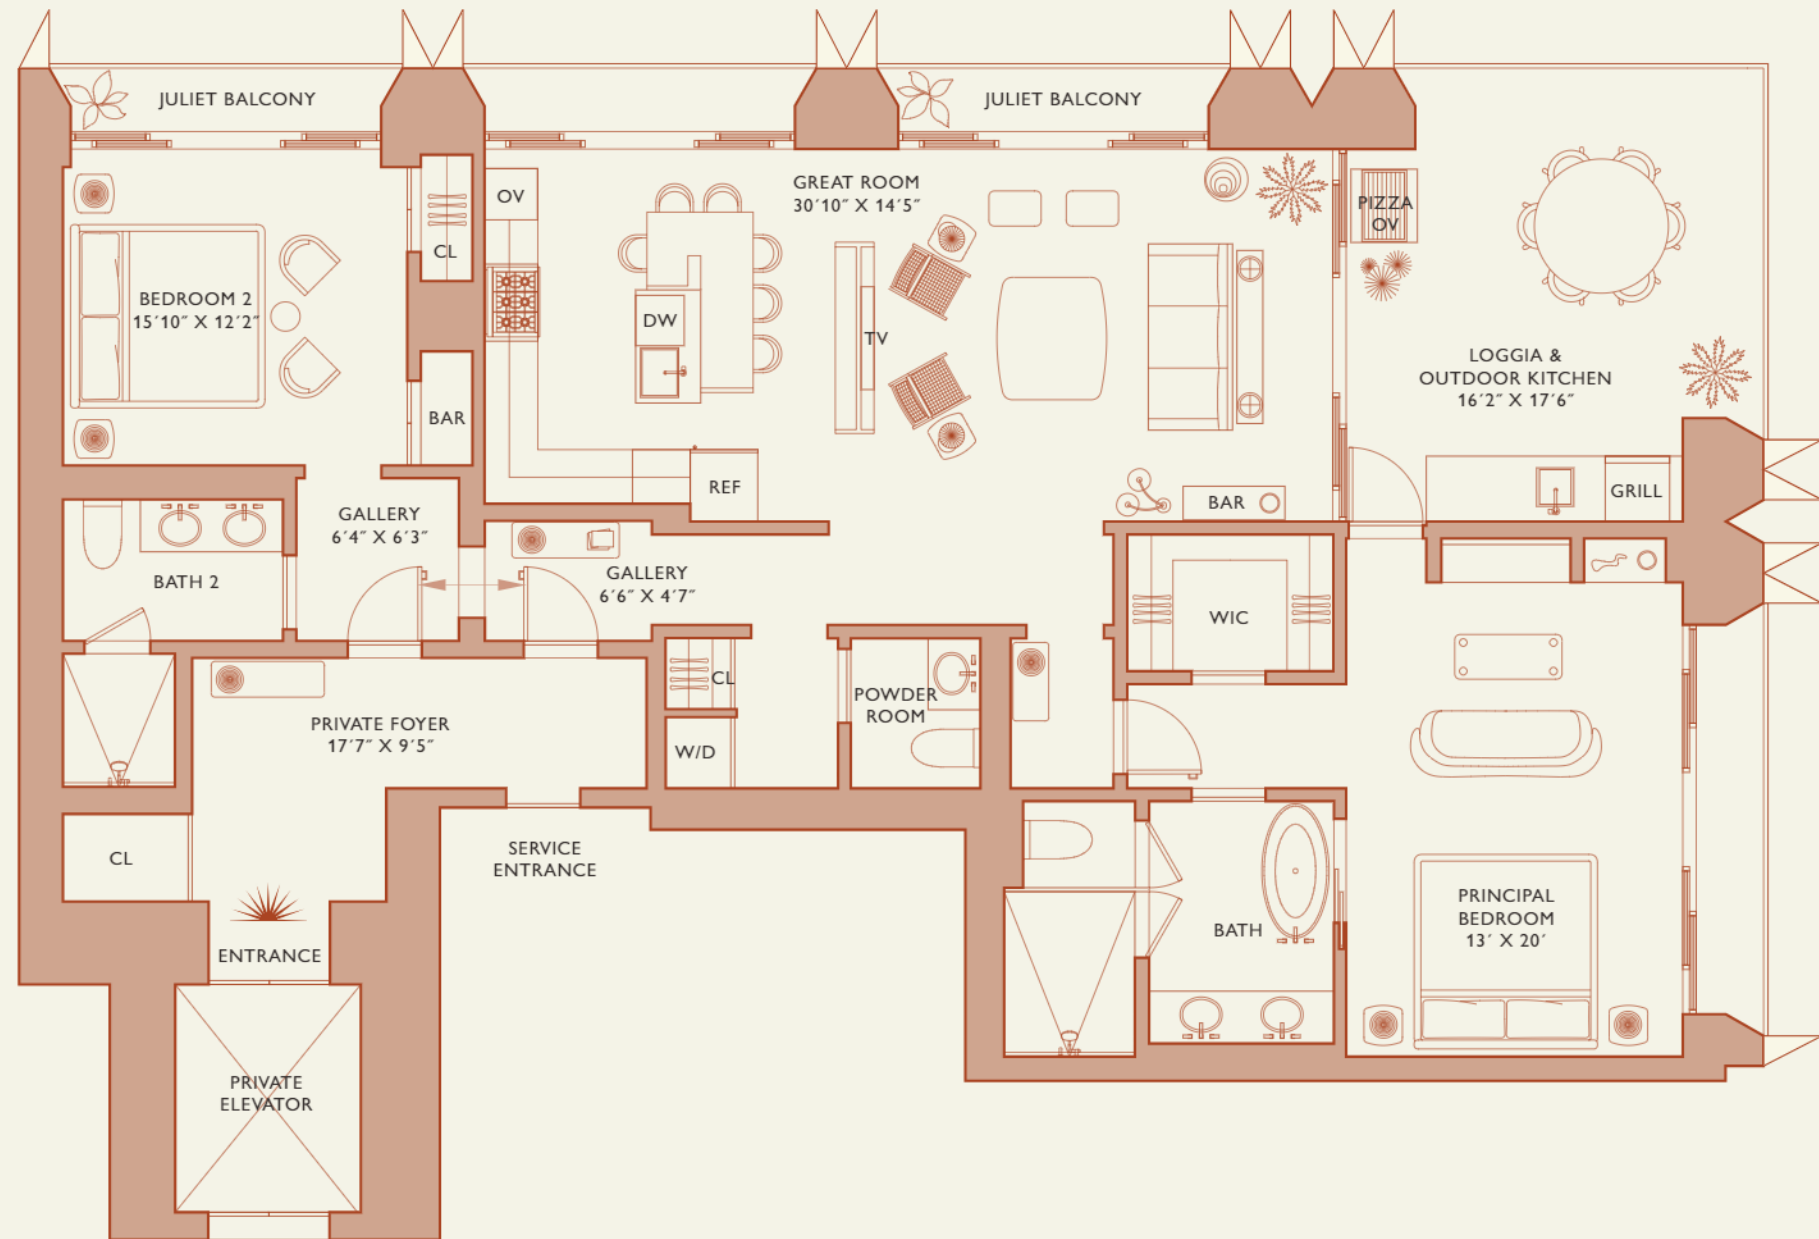 JULIET BALCONY
JULIET BALCONY
GREAT ROOM
30´10˝ X 14´5˝
OV
PIZZA
OV
CL
BEDROOM 2
15´10˝ X 12´2˝
DW
TV
LOGGIA &
OUTDOOR KITCHEN
16´2˝ X 17´6˝
BAR
REF
BAR
GRILL
GALLERY
6´4˝ X 6´3˝
BATH 2
GALLERY
6´6˝ X 4´7˝
WIC
CL
POWDER
ROOM
PRIVATE FOYER
17´7˝ X 9´5˝
W/D
CL
SERVICE
ENTRANCE
PRINCIPAL
BEDROOM
13´ X 20´
BATH
ENTRANCE
PRIVATE
ELEVATOR